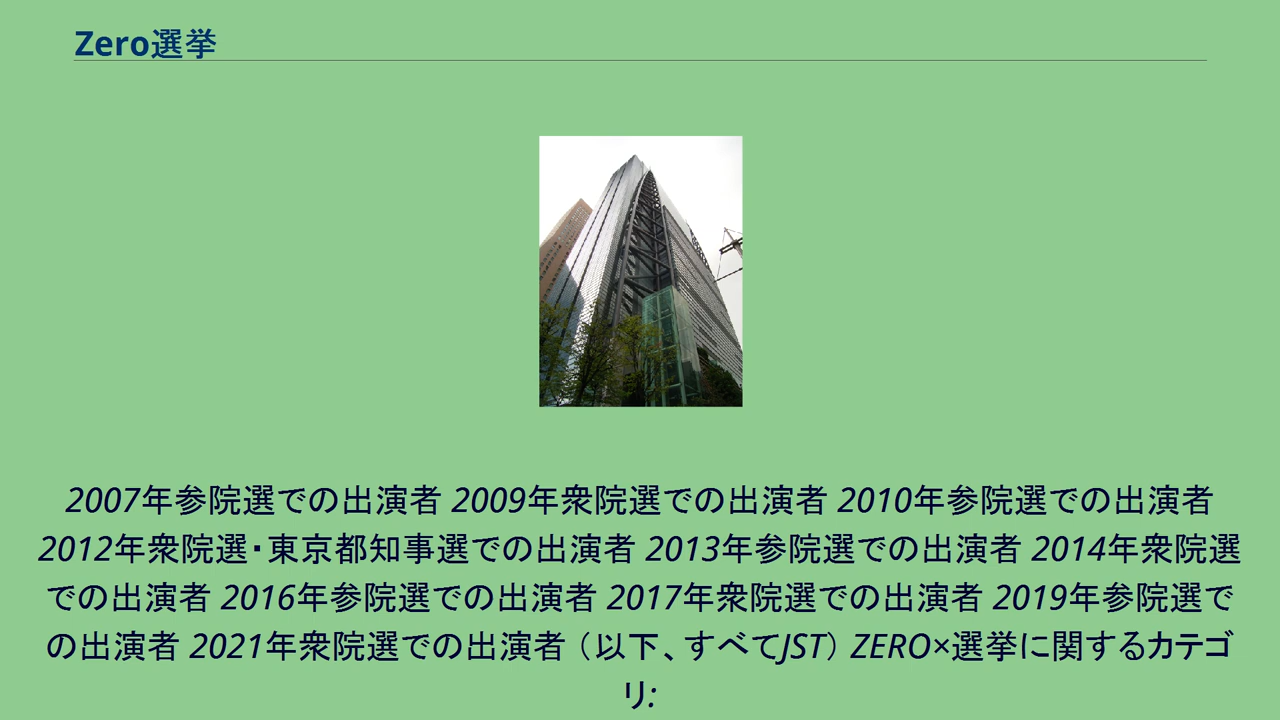 Zero選挙
2007年参院選での出演者 2009年衆院選での出演者 2010年参院選での出演者
2012年衆院選・東京都知事選での出演者 2013年参院選での出演者 2014年衆院選
での出演者 2016年参院選での出演者 2017年衆院選での出演者 2019年参院選で
の出演者 2021年衆院選での出演者（以下、すべてJST） ZERO×選挙に関するカテゴ
リ: